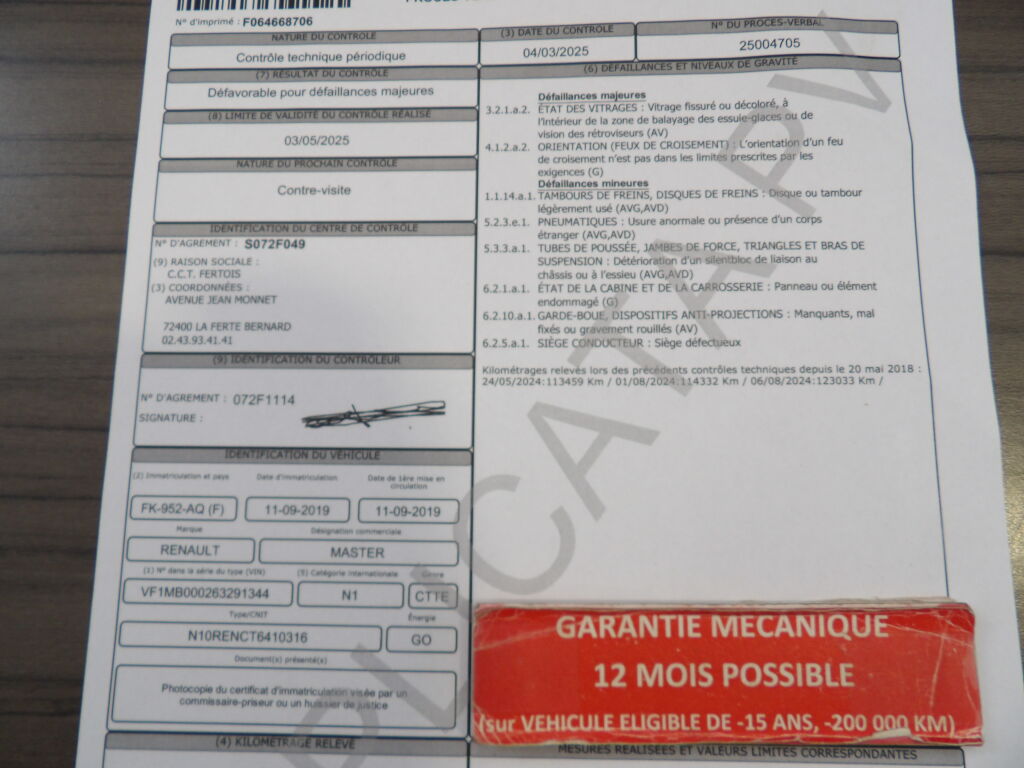 N° d'imprimé : F064668706
NATURE DU CONTRÔLE
Contrôle technique périodique
(3) DATE DU CONTRÔLE
04/03/2025
N° DU PROCES-VERBAL
25004705
(7) RÉSULTAT DU CONTRÔLE
Défavorable pour défaillances majeures
(8) LIMITE DE VALIDITÉ DU CONTRÔLE RÉALISÉ
03/05/2025
NATURE DU PROCHAIN CONTRÔLE
Contre-visite
IDENTIFICATION DU CENTRE DE CONTRÔLE
N° D'AGREMENT : S072F049
(9) RAISON SOCIALE :
C.C.T. FERTOIS
(3) COORDONNÉES :
AVENUE JEAN MONNET
72400 LA FERTE BERNARD
02.43.93.41.41
(9) IDENTIFICATION DU CONTRÔLEUR
N° D'AGREMENT : 072F1114
SIGNATURE :
IDENTIFICATION DU VÉHICULE
(2) Immatriculation et pays
Date d'immatriculation
Date de 1ère mise en
circulation
FK-952-AQ (F)
11-09-2019
11-09-2019
Marque
Désignation commerciale
RENAULT
MASTER
(1) N° dans la série du type (VIN)
(5) Catégorie internationale
Genre
VF1MB000263291344
N1
CTTE
Type/CNIT
Énergie
N10RENCT6410316
GO
Document(s) présenté(s)
Photocopie du certificat d'immatriculation visée par un
commissaire-priseur ou un huissier de justice
(4) KILOMÉTRAGE RELEVÉ
(6) DÉFAILLANCES ET NIVEAUX DE GRAVITÉ
Défaillances majeures
3.2.1.a.2. ÉTAT DES VITRAGES : Vitrage fissuré ou décoloré, à
l'intérieur de la zone de balayage des essuie-glaces ou de
vision des rétroviseurs (AV)
4.1.2.a.2. ORIENTATION (FEUX DE CROISEMENT) : L'orientation d'un feu
de croisement n'est pas dans les limites prescrites par les
exigences (G)
Défaillances mineures
1.1.14.a.1. TAMBOURS DE FREINS, DISQUES DE FREINS : Disque ou tambour
légèrement usé (AVG,AVD)
5.2.3.e.1. PNEUMATIQUES : Usure anormale ou présence d'un corps
étranger (AVG,AVD)
5.3.3.a.1. TUBES DE POUSSÉE, JAMBES DE FORCE, TRIANGLES ET BRAS DE
SUSPENSION : Détérioration d'un silentbloc de liaison au
châssis ou à l'essieu (AVG,AVD)
6.2.1.a.1. ÉTAT DE LA CABINE ET DE LA CARROSSERIE : Panneau ou élément
endommagé (G)
6.2.10.a.1. GARDE-BOUE, DISPOSITIFS ANTI-PROJECTIONS : Manquants, mal
fixés ou gravement rouillés (AV)
6.2.5.a.1. SIÈGE CONDUCTEUR : Siège défectueux
Kilométrages relevés lors des précédents contrôles techniques depuis le 20 mai 2018 :
24/05/2024:113459 Km / 01/08/2024:114332 Km / 06/08/2024:123033 Km /
GARANTIE MECANIQUE
12 MOIS POSSIBLE
(sur VEHICULE ELIGIBLE DE -15 ANS, -200 000 KM)
MESURES RÉALISÉES ET VALEURS LIMITES CORRESPONDANTES